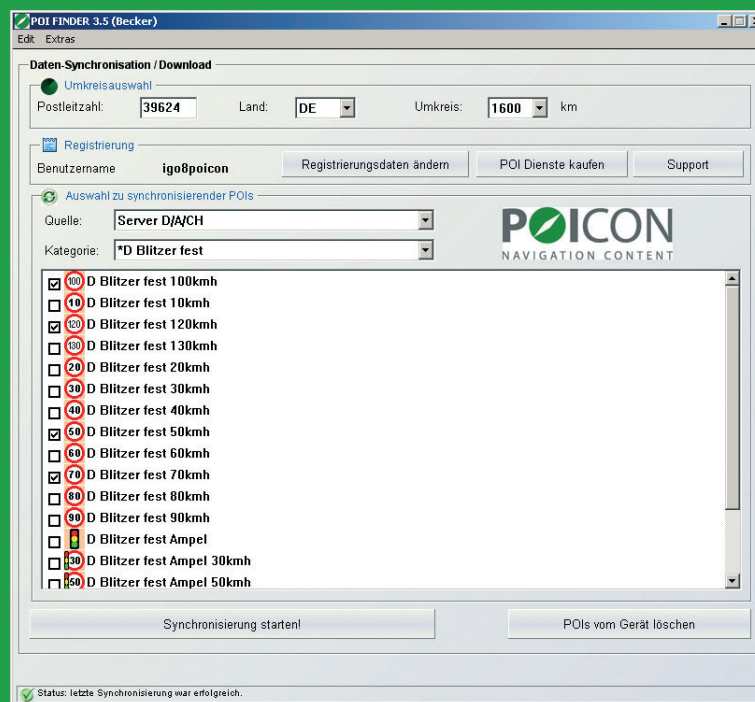 POI FINDER 3.5 (Becker)
Edit Extras
Daten-Synchronisation / Download
Umkreisauswahl
Postleitzahl: 39624 Land: DE Umkreis: 1600 km
Registrierung
Benutzername igo8poicon Registrierungsdaten ändern POI Dienste kaufen Support
Auswahl zu synchronisierender POIs
Quelle: Server D/A/CH
Kategorie: *D Blitzer fest
POICON
NAVIGATION CONTENT
100 D Blitzer fest 100kmh
10 D Blitzer fest 10kmh
120 D Blitzer fest 120kmh
130 D Blitzer fest 130kmh
20 D Blitzer fest 20kmh
30 D Blitzer fest 30kmh
40 D Blitzer fest 40kmh
50 D Blitzer fest 50kmh
60 D Blitzer fest 60kmh
70 D Blitzer fest 70kmh
80 D Blitzer fest 80kmh
90 D Blitzer fest 90kmh
D Blitzer fest Ampel
30 D Blitzer fest Ampel 30kmh
50 D Blitzer fest Ampel 50kmh
Synchronisierung starten! POIs vom Gerät löschen
Status: letzte Synchronisierung war erfolgreich.